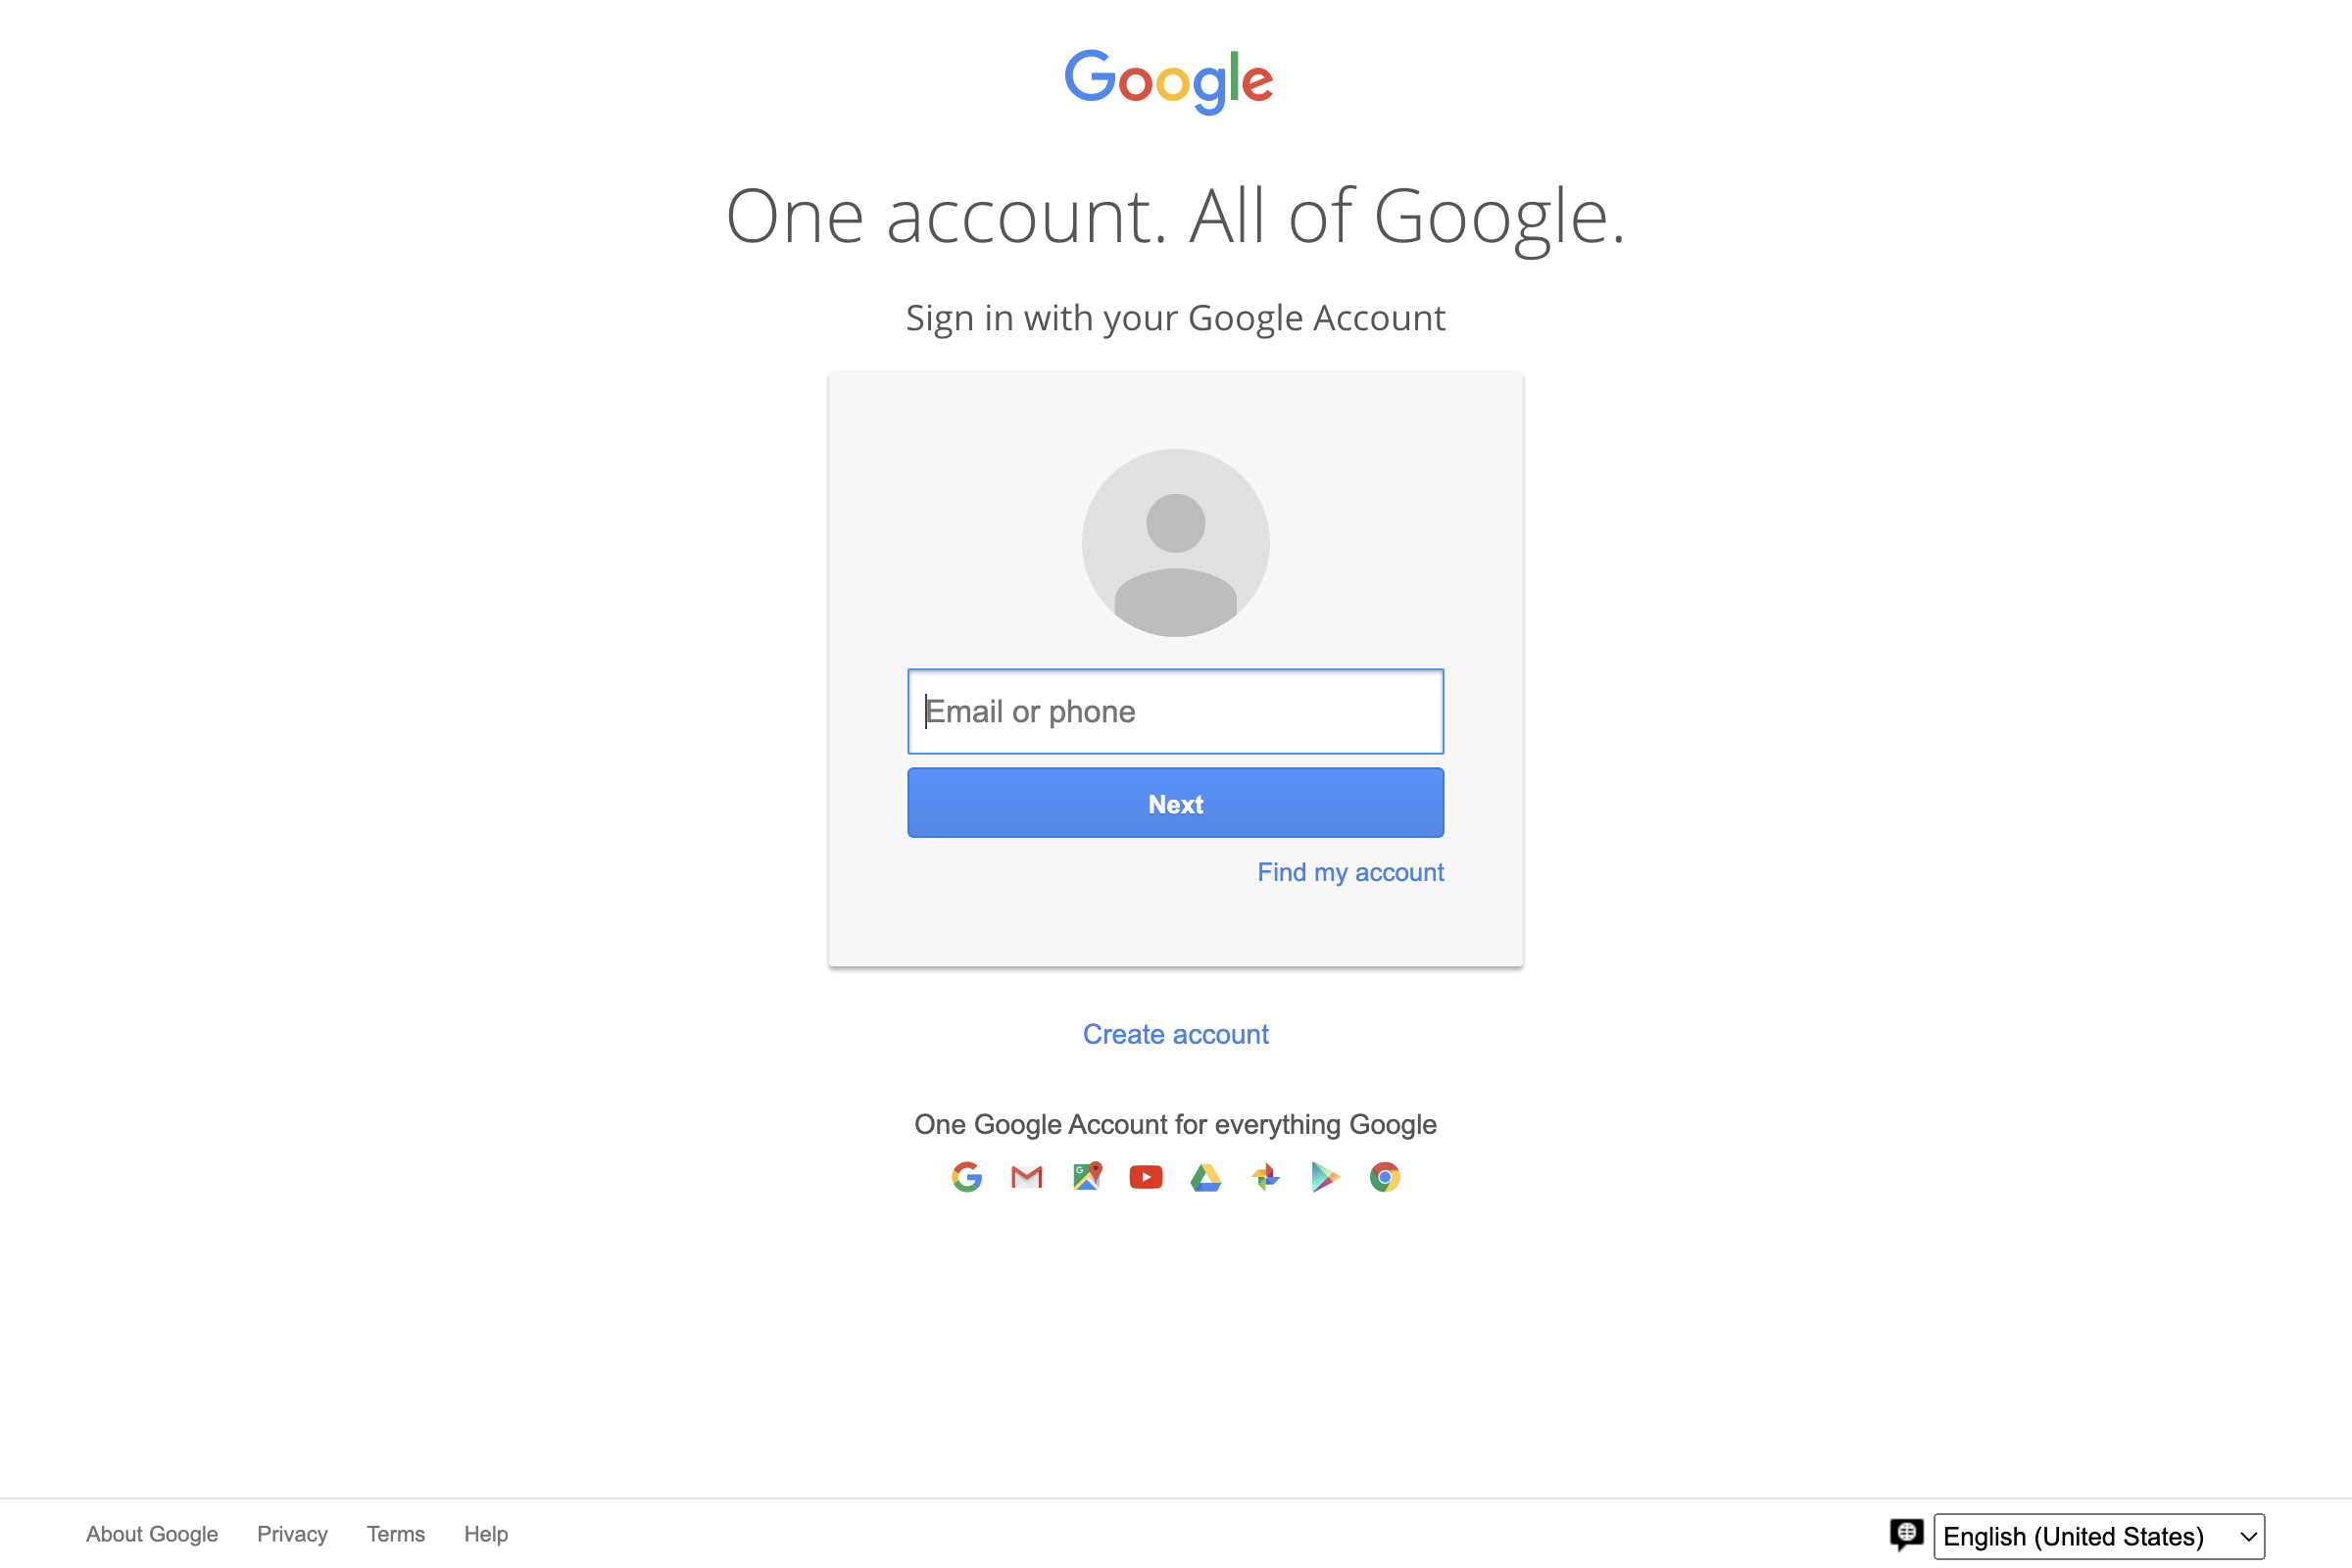 Google
One account. All of Google.
Sign in with your Google Account
Email or phone
Next
Find my account
Create account
One Google Account for everything Google
About Google Privacy Terms Help English (United States)